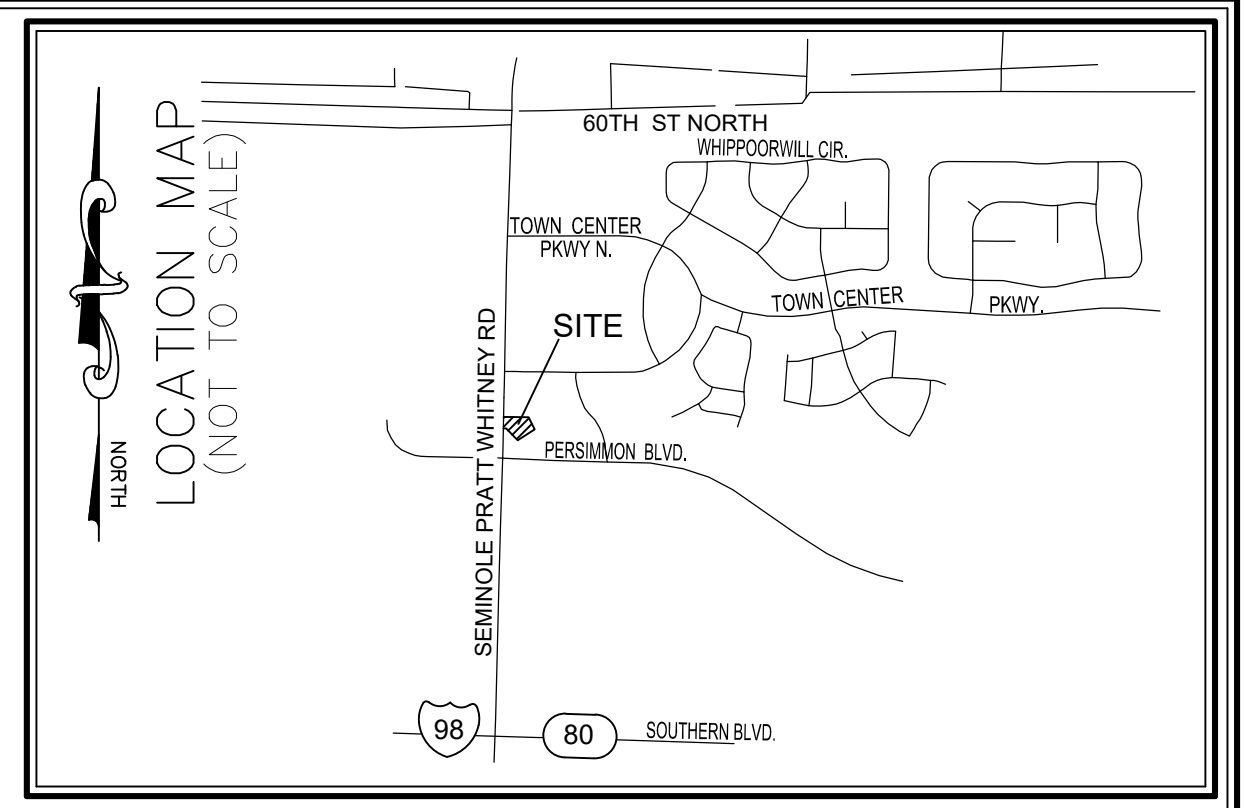 LOCATION MAP
(NOT TO SCALE)
NORTH
60TH ST NORTH
WHIPPOORWILL CIR.
TOWN CENTER
PKWY N.
TOWN CENTER PKWY.
SITE
SEMINOLE PRATT WHITNEY RD
PERSIMMON BLVD.
98
80
SOUTHERN BLVD.